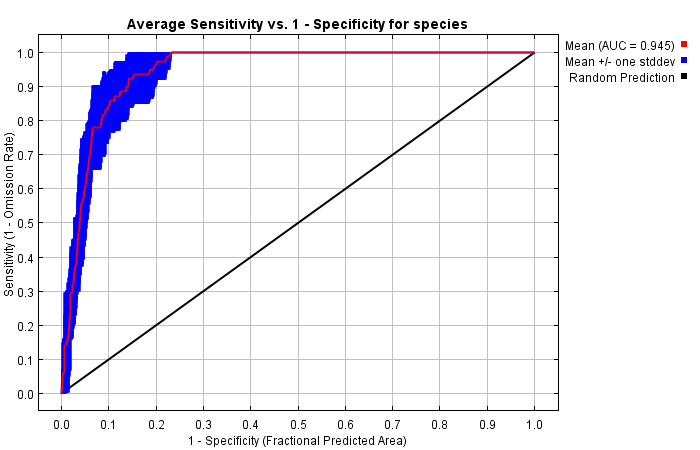 Average Sensitivity vs. 1 - Specificity for species
Mean (AUC = 0.945)
Mean +/- one stddev
Random Prediction
Sensitivity (1 - Omission Rate)
1.0
0.9
0.8
0.7
0.6
0.5
0.4
0.3
0.2
0.1
0.0
0.0 0.1 0.2 0.3 0.4 0.5 0.6 0.7 0.8 0.9 1.0
1 - Specificity (Fractional Predicted Area)